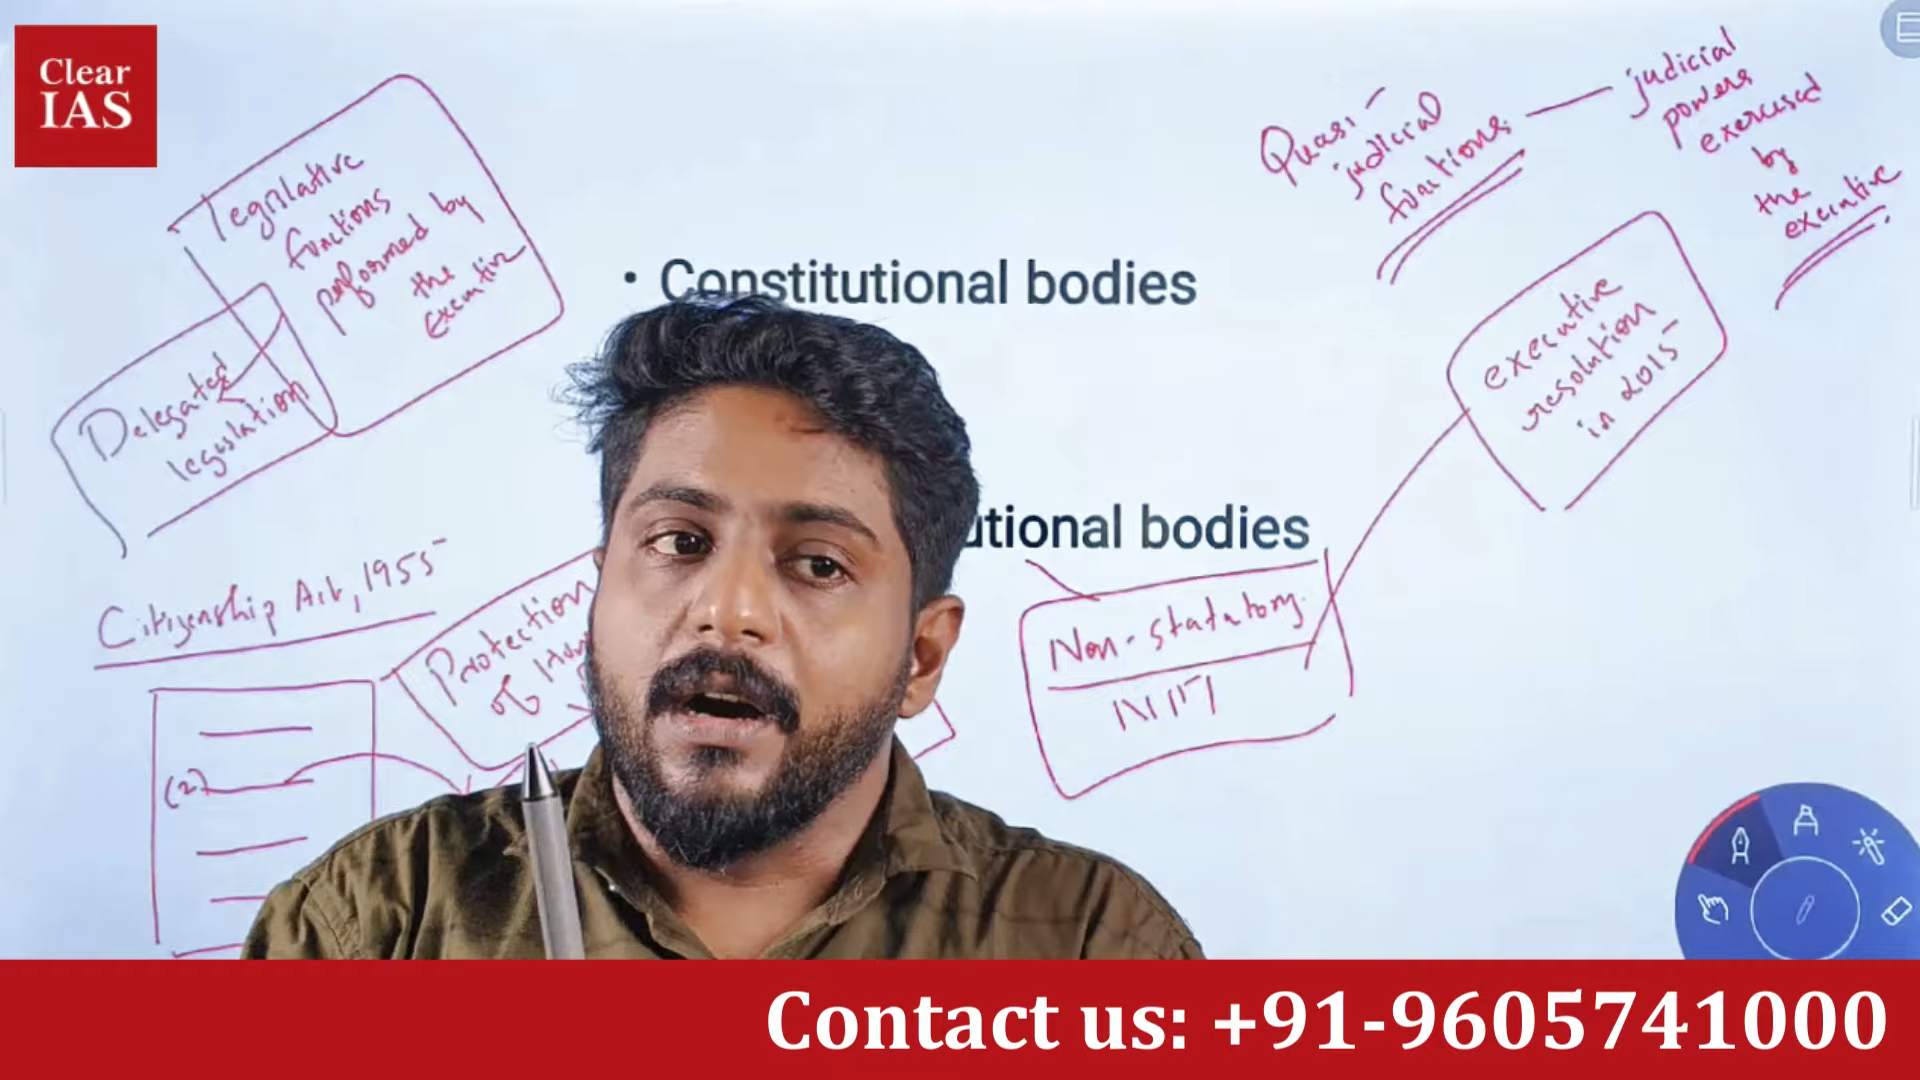 Clear
IAS
Legislative
functions
performed by
the
executive
Delegated
legislation
Quasi-
judicial
functions.
judicial
powers
exercised
by
the
executive
• Constitutional bodies
executive
resolution
in 2015
utional bodies
Citizenship Act, 1955
Protection
of
Non-statutory
(2)
Contact us: +91-9605741000